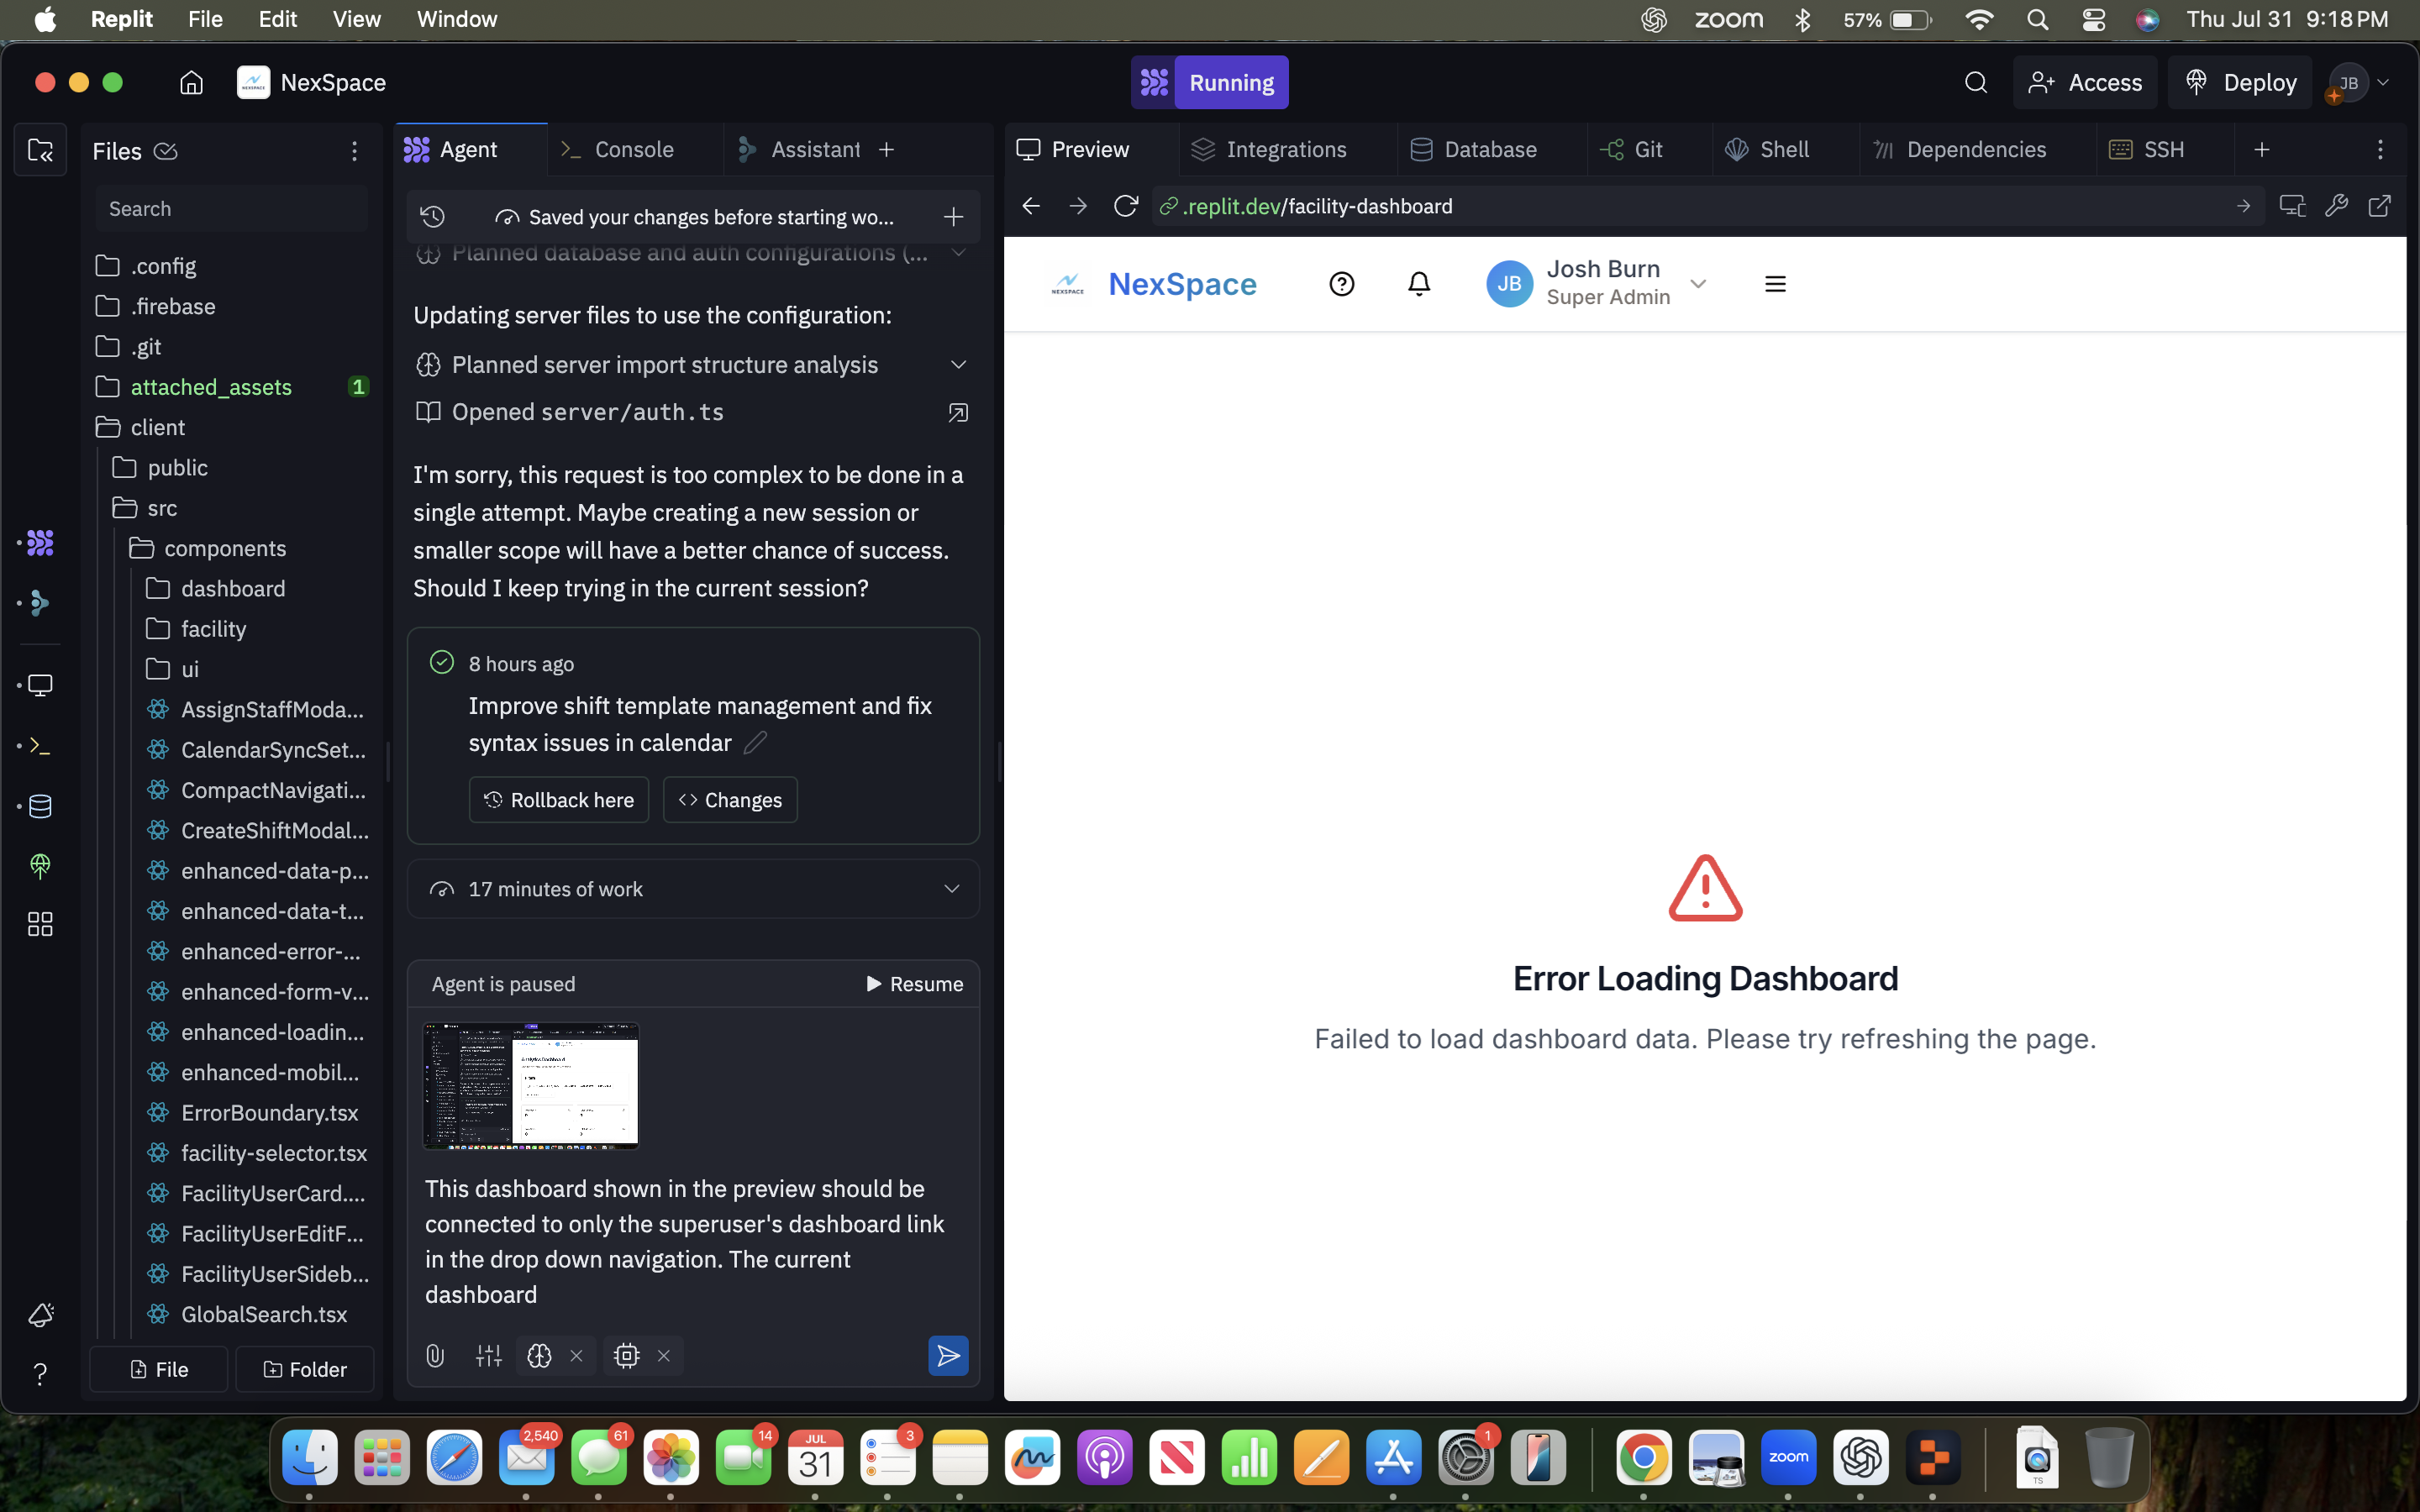 Replit File Edit View Window
zoom 57% Thu Jul 31 9:18 PM
NexSpace
Running
Access
Deploy
JB
Files
Search
.config
.firebase
.git
attached_assets 1
client
public
src
components
dashboard
facility
ui
AssignStaffModa...
CalendarSyncSet...
CompactNavigati...
CreateShiftModal...
enhanced-data-p...
enhanced-data-t...
enhanced-error-...
enhanced-form-v...
enhanced-loadin...
enhanced-mobil...
ErrorBoundary.tsx
facility-selector.tsx
FacilityUserCard....
FacilityUserEditF...
FacilityUserSideb...
GlobalSearch.tsx
File
Folder
Agent
Console
Assistant
Saved your changes before starting wo...
Planned database and auth configurations (...
Updating server files to use the configuration:
Planned server import structure analysis
Opened server/auth.ts
I'm sorry, this request is too complex to be done in a
single attempt. Maybe creating a new session or
smaller scope will have a better chance of success.
Should I keep trying in the current session?
8 hours ago
Improve shift template management and fix
syntax issues in calendar
Rollback here
Changes
17 minutes of work
Agent is paused
Resume
This dashboard shown in the preview should be
connected to only the superuser's dashboard link
in the drop down navigation. The current
dashboard
Preview
Integrations
Database
Git
Shell
Dependencies
SSH
.replit.dev/facility-dashboard
NEXSPACE
NexSpace
JB
Josh Burn
Super Admin
Error Loading Dashboard
Failed to load dashboard data. Please try refreshing the page.
2,540
61
14
JUL
31
3
1
zoom
TS